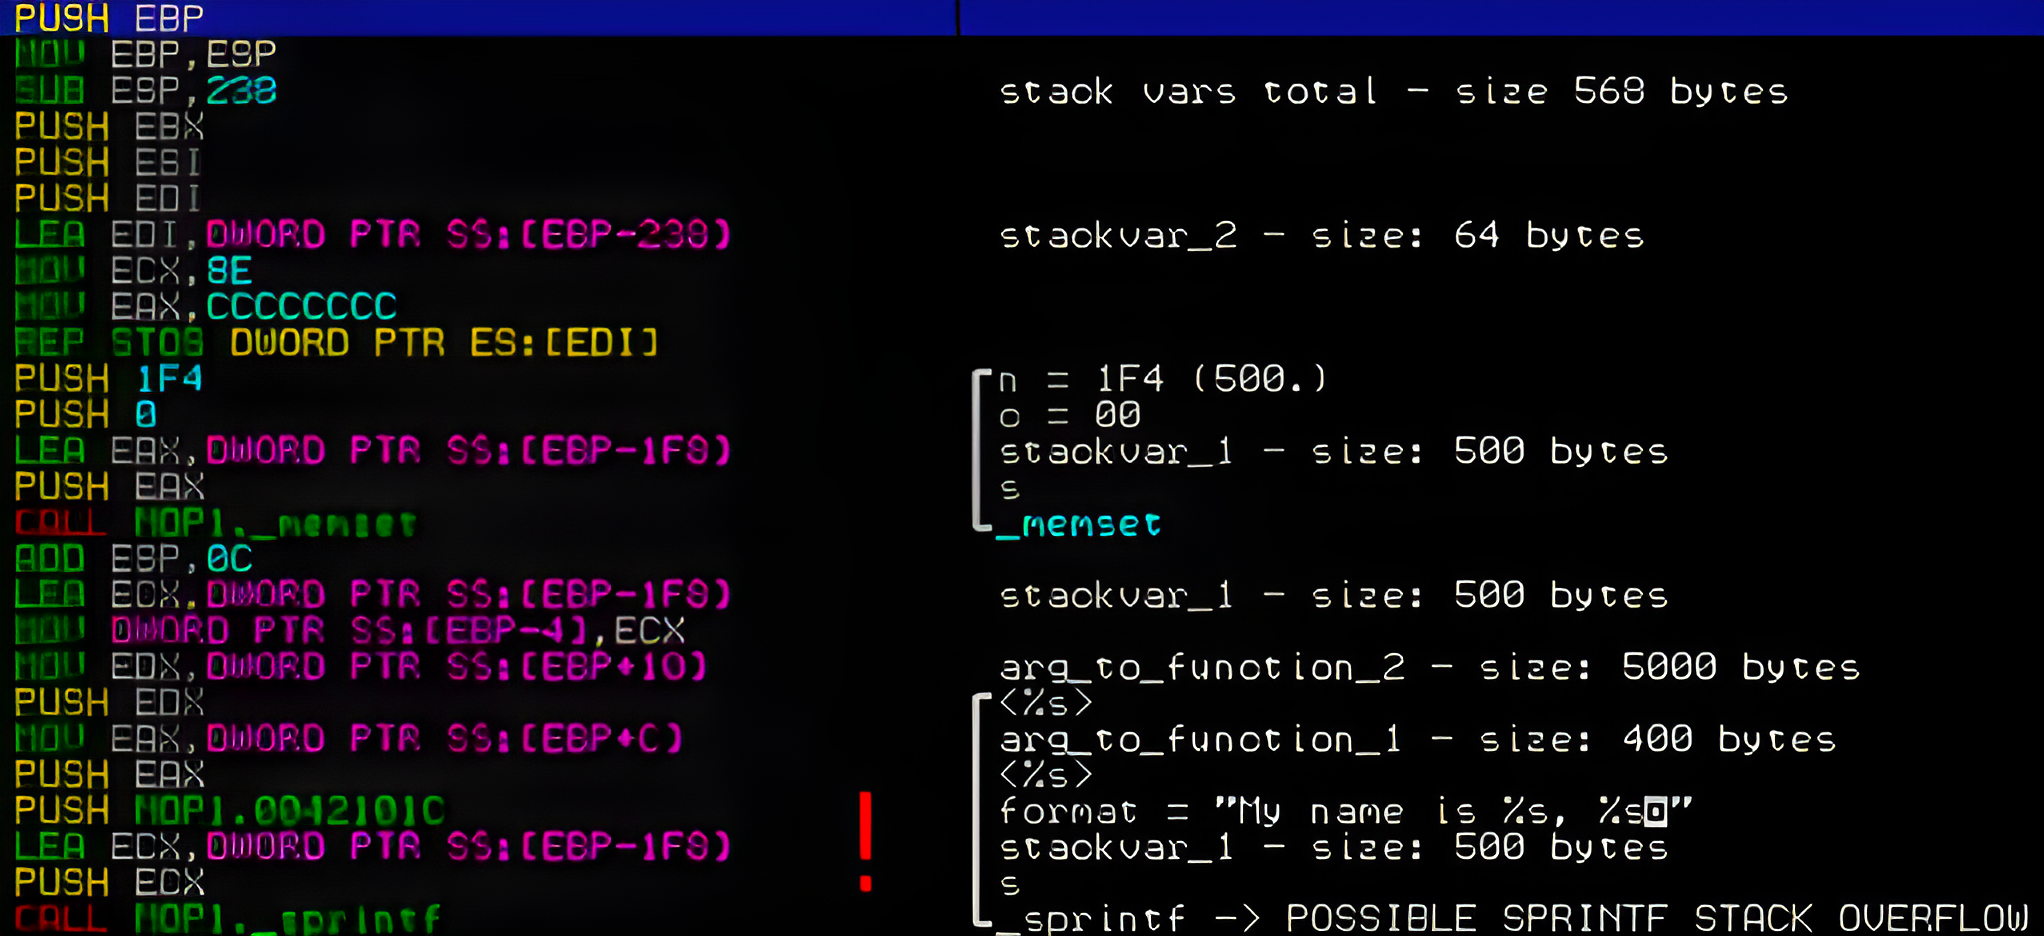 PUSH EBP
MOV EBP,ESP
SUB ESP,238 stack vars total - size 568 bytes
PUSH EBX
PUSH ESI
PUSH EDI
LEA EDI,DWORD PTR SS:[EBP-238] stackvar_2 - size: 64 bytes
MOV ECX,8E
MOV EAX,CCCCCCCC
REP STOS DWORD PTR ES:[EDI]
PUSH 1F4 n = 1F4 (500.)
PUSH 0 c = 00
LEA EAX,DWORD PTR SS:[EBP-1F8] stackvar_1 - size: 500 bytes
PUSH EAX s
CALL MOP1._memset _memset
ADD ESP,0C
LEA ECX,DWORD PTR SS:[EBP-1F8] stackvar_1 - size: 500 bytes
MOV DWORD PTR SS:[EBP-4],ECX
MOV EDX,DWORD PTR SS:[EBP+10] arg_to_function_2 - size: 5000 bytes
PUSH EDX <%s>
MOV EAX,DWORD PTR SS:[EBP+C] arg_to_function_1 - size: 400 bytes
PUSH EAX <%s>
PUSH MOP1.0042101C ! format = "My name is %s, %s◘"
LEA ECX,DWORD PTR SS:[EBP-1F8] stackvar_1 - size: 500 bytes
PUSH ECX s
CALL MOP1._sprintf _sprintf -> POSSIBLE SPRINTF STACK OVERFLOW